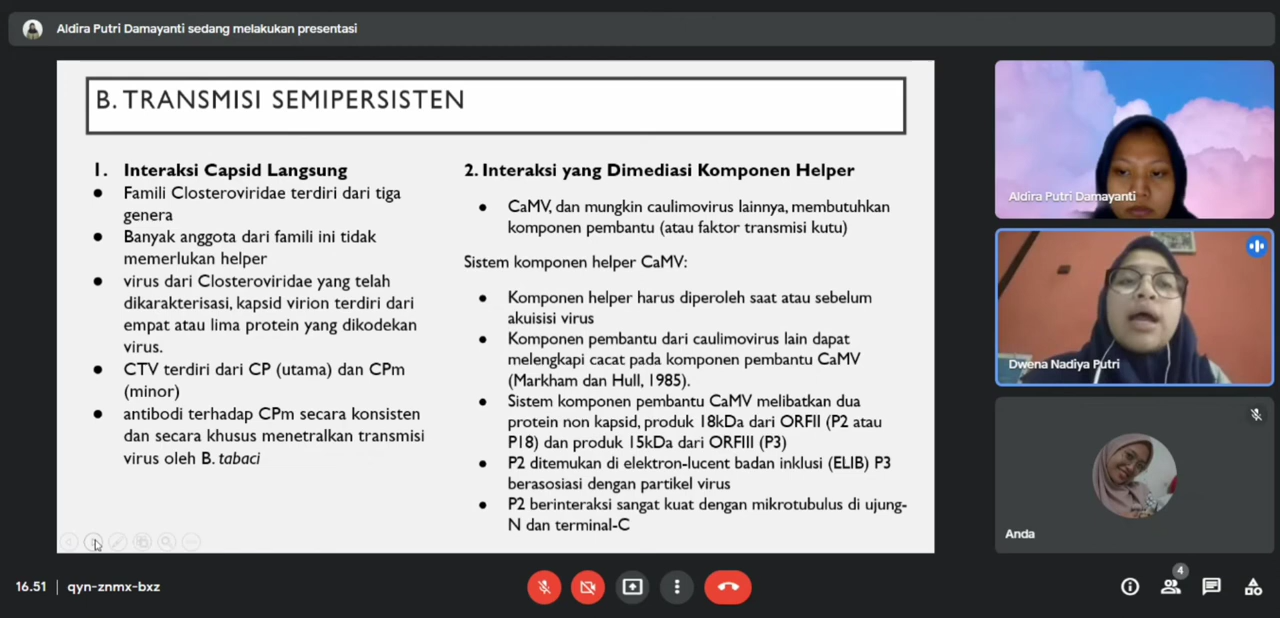 Aldira Putri Damayanti sedang melakukan presentasi
B. TRANSMISI SEMIPERSISTEN
1. Interaksi Capsid Langsung
● Famili Closteroviridae terdiri dari tiga
genera
● Banyak anggota dari famili ini tidak
memerlukan helper
● virus dari Closteroviridae yang telah
dikarakterisasi, kapsid virion terdiri dari
empat atau lima protein yang dikodekan
virus.
● CTV terdiri dari CP (utama) dan CPm
(minor)
● antibodi terhadap CPm secara konsisten
dan secara khusus menetralkan transmisi
virus oleh B. tabaci
2. Interaksi yang Dimediasi Komponen Helper
● CaMV, dan mungkin caulimovirus lainnya, membutuhkan
komponen pembantu (atau faktor transmisi kutu)
Sistem komponen helper CaMV:
● Komponen helper harus diperoleh saat atau sebelum
akuisisi virus
● Komponen pembantu dari caulimovirus lain dapat
melengkapi cacat pada komponen pembantu CaMV
(Markham dan Hull, 1985).
● Sistem komponen pembantu CaMV melibatkan dua
protein non kapsid, produk 18kDa dari ORFII (P2 atau
P18) dan produk 15kDa dari ORFIII (P3)
● P2 ditemukan di elektron-lucent badan inklusi (ELIB) P3
berasosiasi dengan partikel virus
● P2 berinteraksi sangat kuat dengan mikrotubulus di ujung-
N dan terminal-C
Aldira Putri Damayanti
Dwena Nadiya Putri
Anda
16.51 | qyn-znmx-bxz
4